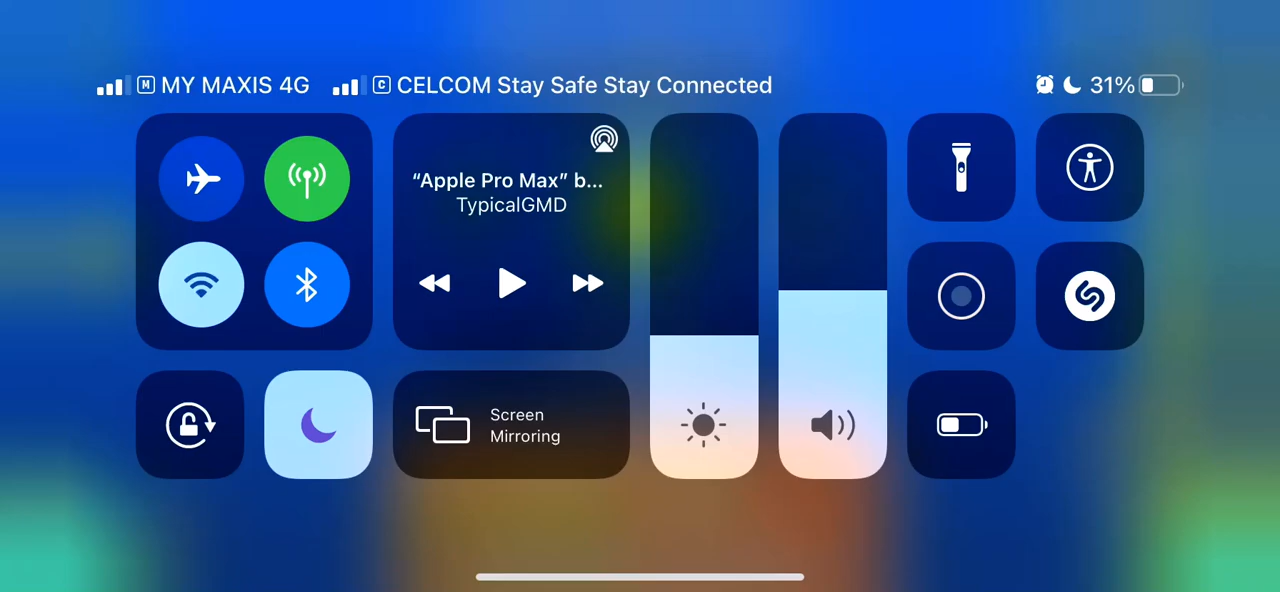 M MY MAXIS 4G C CELCOM Stay Safe Stay Connected 31%
“Apple Pro Max” b...
TypicalGMD
Screen
Mirroring